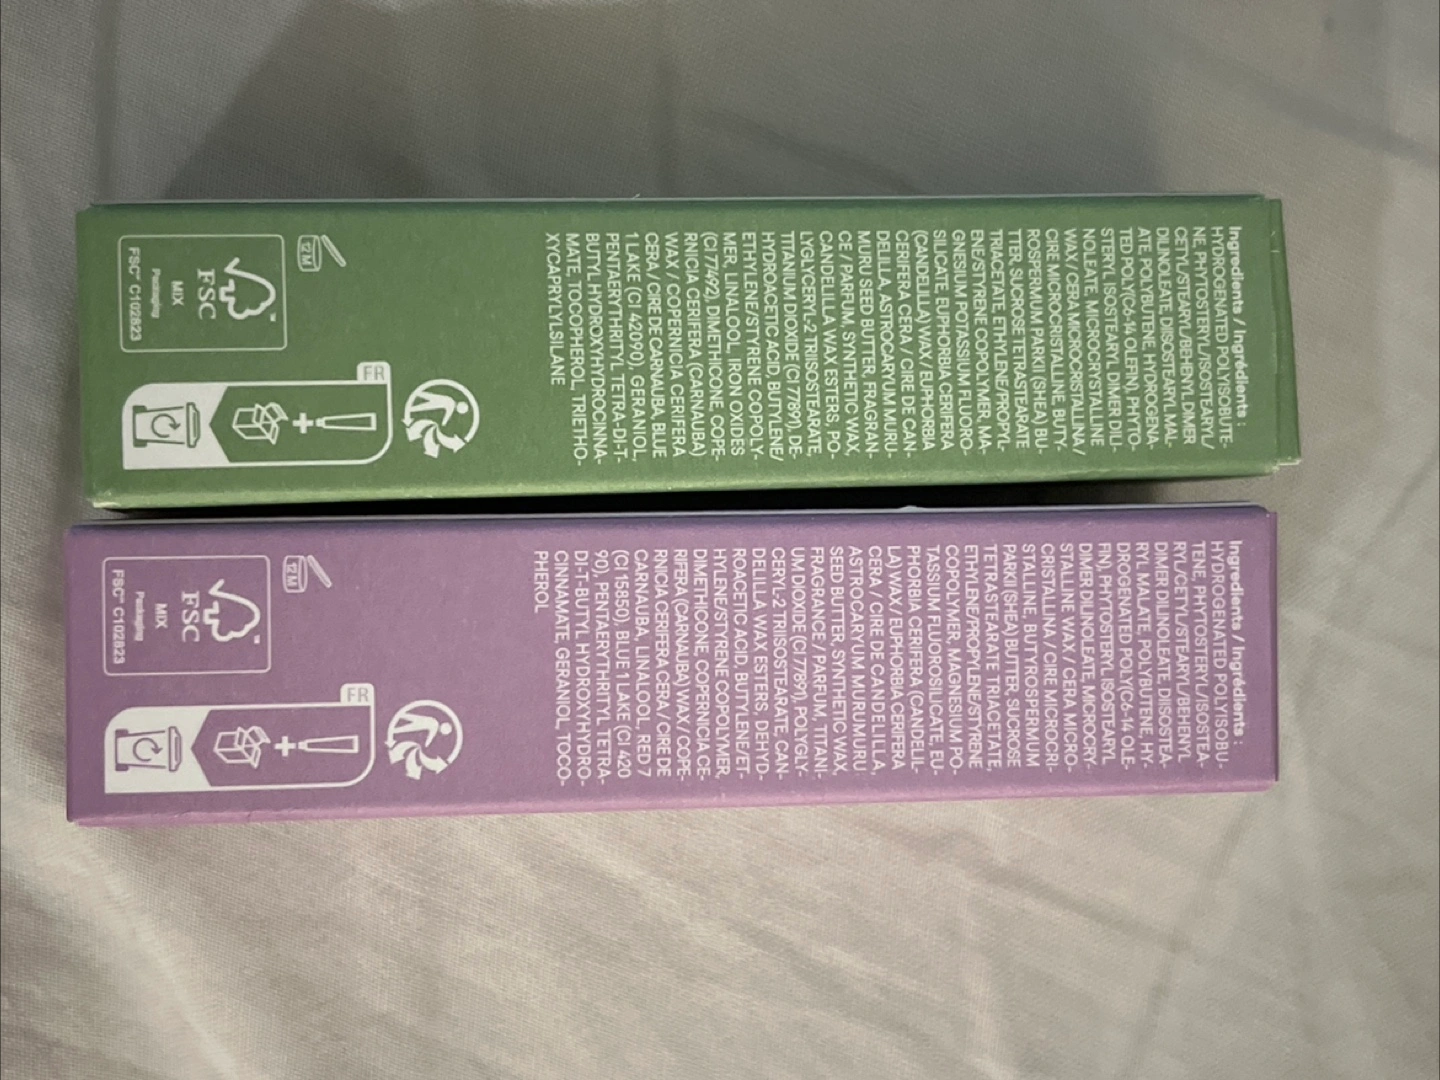 Ingredients / Ingrédients :
HYDROGENATED POLYISOBUTE-
NE, PHYTOSTERYL/ISOSTEARYL/
CETYL/STEARYL/BEHENYL DIMER
DILINOLEATE, DIISOSTEARYL MAL-
ATE, POLYBUTENE, HYDROGENA-
TED POLY(C6-14 OLEFIN), PHYTO-
STERYL ISOSTEARYL DIMER DILI-
NOLEATE, MICROCRYSTALLINE
WAX / CERA MICROCRISTALLINA /
CIRE MICROCRISTALLINE, BUTY-
ROSPERMUM PARKII (SHEA) BU-
TTER, SUCROSE TETRASTEARATE
TRIACETATE, ETHYLENE/PROPYL-
ENE/STYRENE COPOLYMER, MA-
GNESIUM POTASSIUM FLUORO-
SILICATE, EUPHORBIA CERIFERA
(CANDELILLA) WAX / EUPHORBIA
CERIFERA CERA / CIRE DE CAN-
DELILLA, ASTROCARYUM MURU-
MURU SEED BUTTER, FRAGRAN-
CE / PARFUM, SYNTHETIC WAX,
CANDELILLA WAX ESTERS, PO-
LYGLYCERYL-2 TRIISOSTEARATE,
TITANIUM DIOXIDE (CI 77891), DE-
HYDROACETIC ACID, BUTYLENE/
ETHYLENE/STYRENE COPOLY-
MER, LINALOOL, IRON OXIDES
(CI 77492), DIMETHICONE, COPE-
RNICIA CERIFERA (CARNAUBA)
WAX / COPERNICIA CERIFERA
CERA / CIRE DE CARNAUBA, BLUE
1 LAKE (CI 42090), GERANIOL,
PENTAERYTHRITYL TETRA-DI-T-
BUTYL HYDROXYHYDROCINNA-
MATE, TOCOPHEROL, TRIETHO-
XYCAPRYLYLSILANE
12 M
FR
FSC
™
MIX
Packaging
FSC® C102823
Ingredients / Ingrédients :
HYDROGENATED POLYISOBU-
TENE, PHYTOSTERYL/ISOSTEA-
RYL/CETYL/STEARYL/BEHENYL
DIMER DILINOLEATE, DIISOSTEA-
RYL MALATE, POLYBUTENE, HY-
DROGENATED POLY(C6-14 OLE-
FIN), PHYTOSTERYL ISOSTEARYL
DIMER DILINOLEATE, MICROCRY-
STALLINE WAX / CERA MICRO-
CRISTALLINA / CIRE MICROCRI-
STALLINE, BUTYROSPERMUM
PARKII (SHEA) BUTTER, SUCROSE
TETRASTEARATE TRIACETATE,
ETHYLENE/PROPYLENE/STYRENE
COPOLYMER, MAGNESIUM PO-
TASSIUM FLUOROSILICATE, EU-
PHORBIA CERIFERA (CANDELIL-
LA) WAX / EUPHORBIA CERIFERA
CERA / CIRE DE CANDELILLA,
ASTROCARYUM MURUMURU
SEED BUTTER, SYNTHETIC WAX,
FRAGRANCE / PARFUM, TITANI-
UM DIOXIDE (CI 77891), POLYGLY-
CERYL-2 TRIISOSTEARATE, CAN-
DELILLA WAX ESTERS, DEHYD-
ROACETIC ACID, BUTYLENE/ET-
HYLENE/STYRENE COPOLYMER,
DIMETHICONE, COPERNICIA CE-
RIFERA (CARNAUBA) WAX / COPE-
RNICIA CERIFERA CERA / CIRE DE
CARNAUBA, LINALOOL, RED 7
(CI 15850), BLUE 1 LAKE (CI 420
90), PENTAERYTHRITYL TETRA-
DI-T-BUTYL HYDROXYHYDRO-
CINNAMATE, GERANIOL, TOCO-
PHEROL
12 M
FR
FSC
™
MIX
Packaging
FSC® C102823